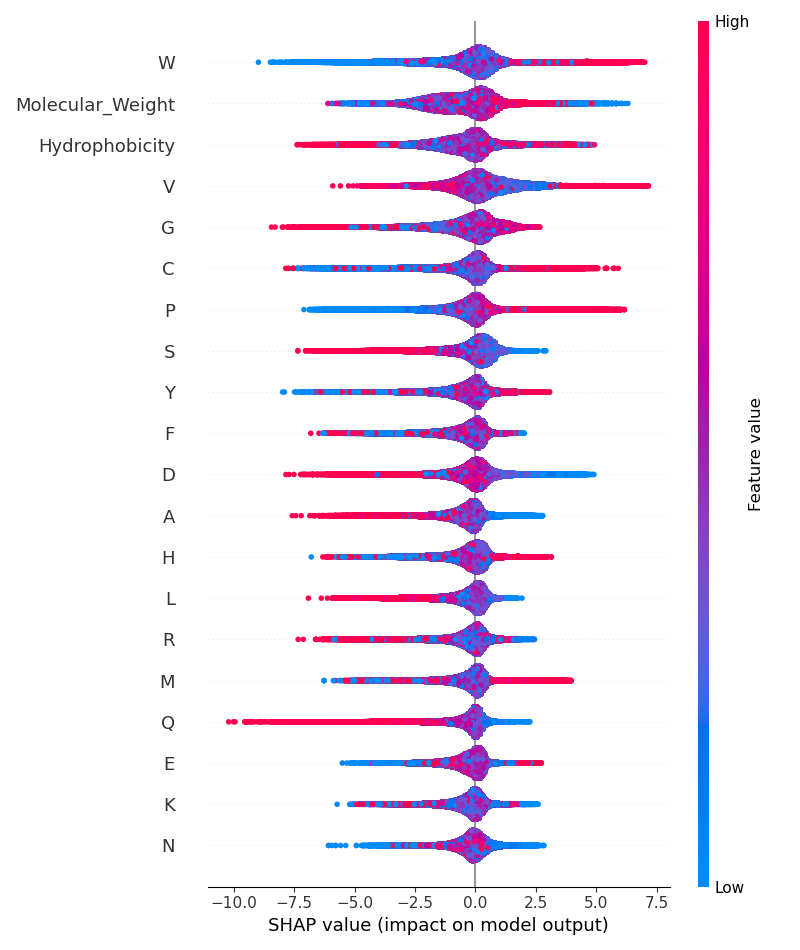 High
W
Molecular_Weight
Hydrophobicity
V
G
C
P
S
Y
F
D
A
H
L
R
M
Q
E
K
N
Feature value
Low
−10.0 −7.5 −5.0 −2.5 0.0 2.5 5.0 7.5
SHAP value (impact on model output)